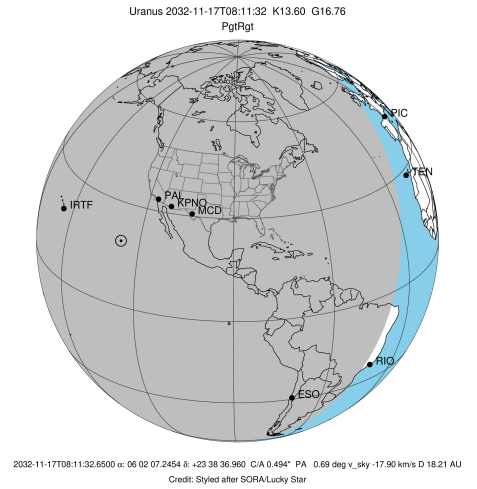 Uranus 2032-11-17T08:11:32 K13.60 G16.76
PgtRgt
PIC
TEN
IRTF
PAL
KPNO
MCD
RIO
ESO
2032-11-17T08:11:32.6500 α: 06 02 07.2454 δ: +23 38 36.960 C/A 0.494" PA 0.69 deg v_sky -17.90 km/s D 18.21 AU
Credit: Styled after SORA/Lucky Star